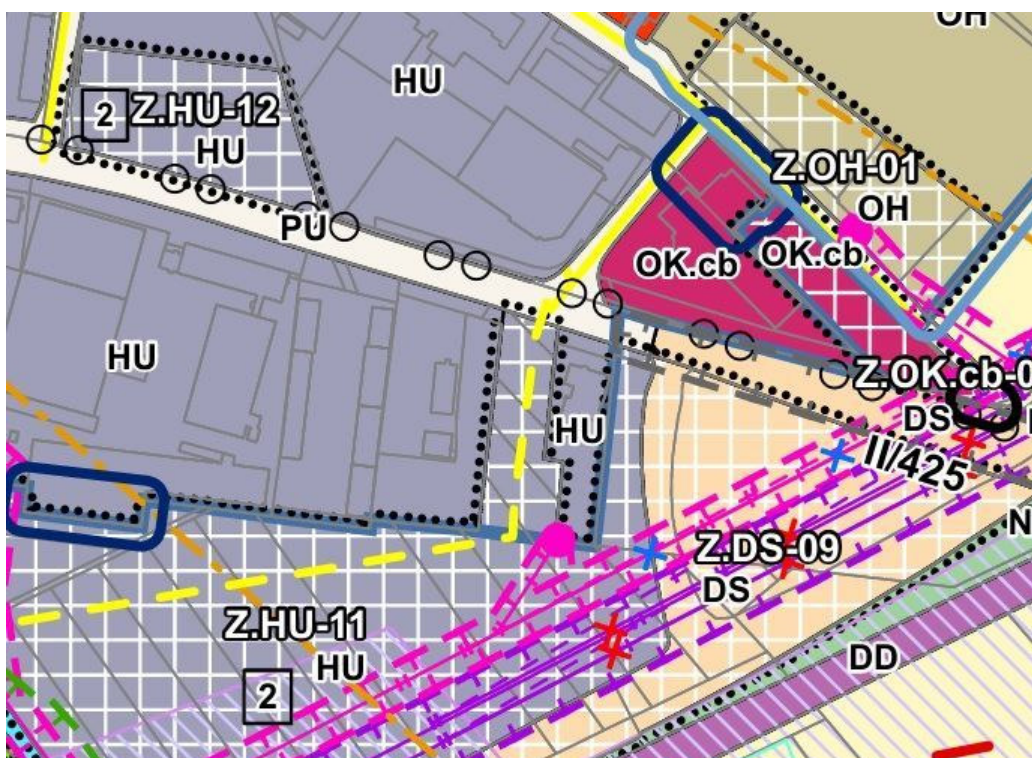 OH
HU
2 Z.HU-12
HU
Z.OH-01
OH
PU
OK.cb
OK.cb
HU
Z.OK.cb-0
DS
HU
II/425
N
Z.DS-09
DS
Z.HU-11
HU
DD
2